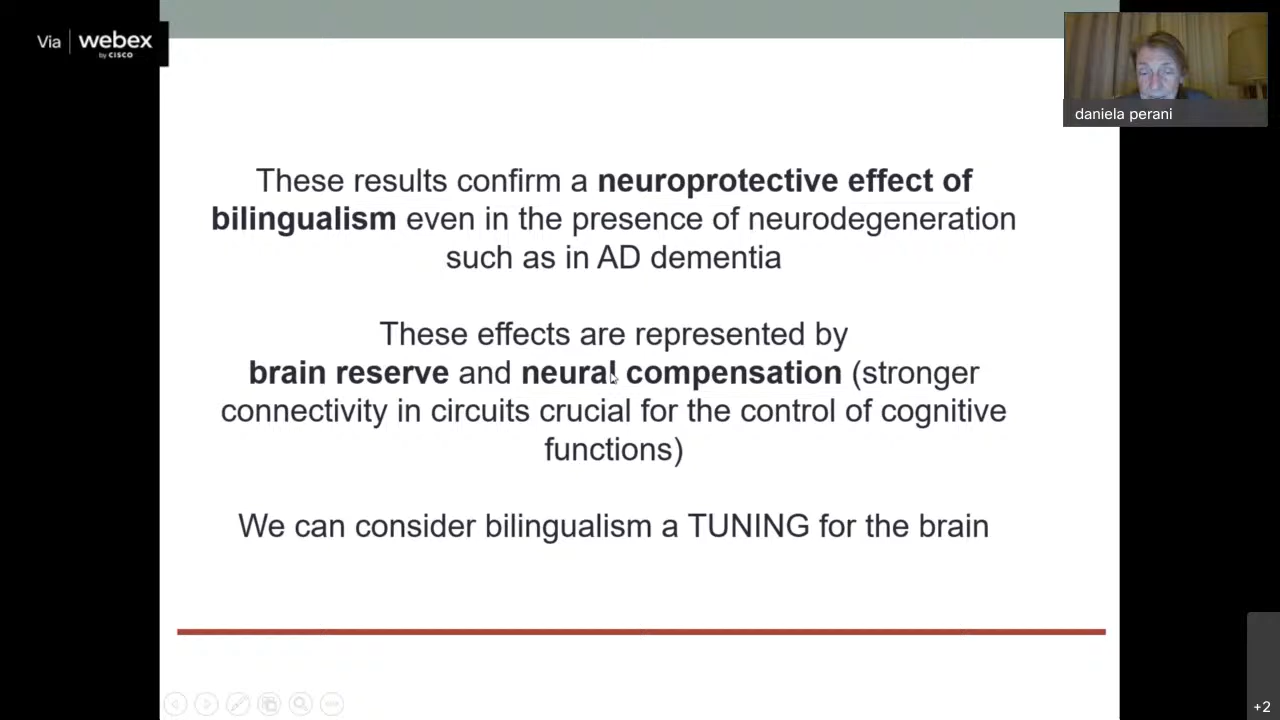 Via webex
by CISCO
daniela perani
These results confirm a neuroprotective effect of
bilingualism even in the presence of neurodegeneration
such as in AD dementia
These effects are represented by
brain reserve and neural compensation (stronger
connectivity in circuits crucial for the control of cognitive
functions)
We can consider bilingualism a TUNING for the brain
+2